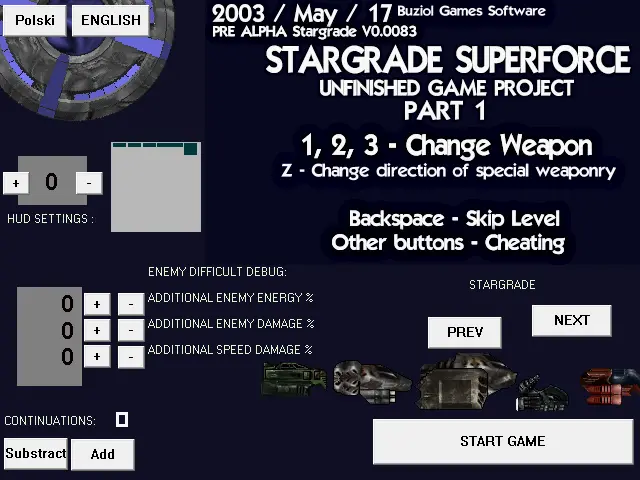 Polski
ENGLISH
2003 / May / 17 Buziol Games Software
PRE ALPHA Stargrade V0.0083
STARGRADE SUPERFORCE
UNFINISHED GAME PROJECT
PART 1
1, 2, 3 - Change Weapon
Z - Change direction of special weaponry
+ 0 -
HUD SETTINGS :
Backspace - Skip Level
Other buttons - Cheating
ENEMY DIFFICULT DEBUG:
0 + - ADDITIONAL ENEMY ENERGY %
0 + - ADDITIONAL ENEMY DAMAGE %
0 + - ADDITIONAL SPEED DAMAGE %
STARGRADE
PREV
NEXT
CONTINUATIONS: 0
Substract
Add
START GAME